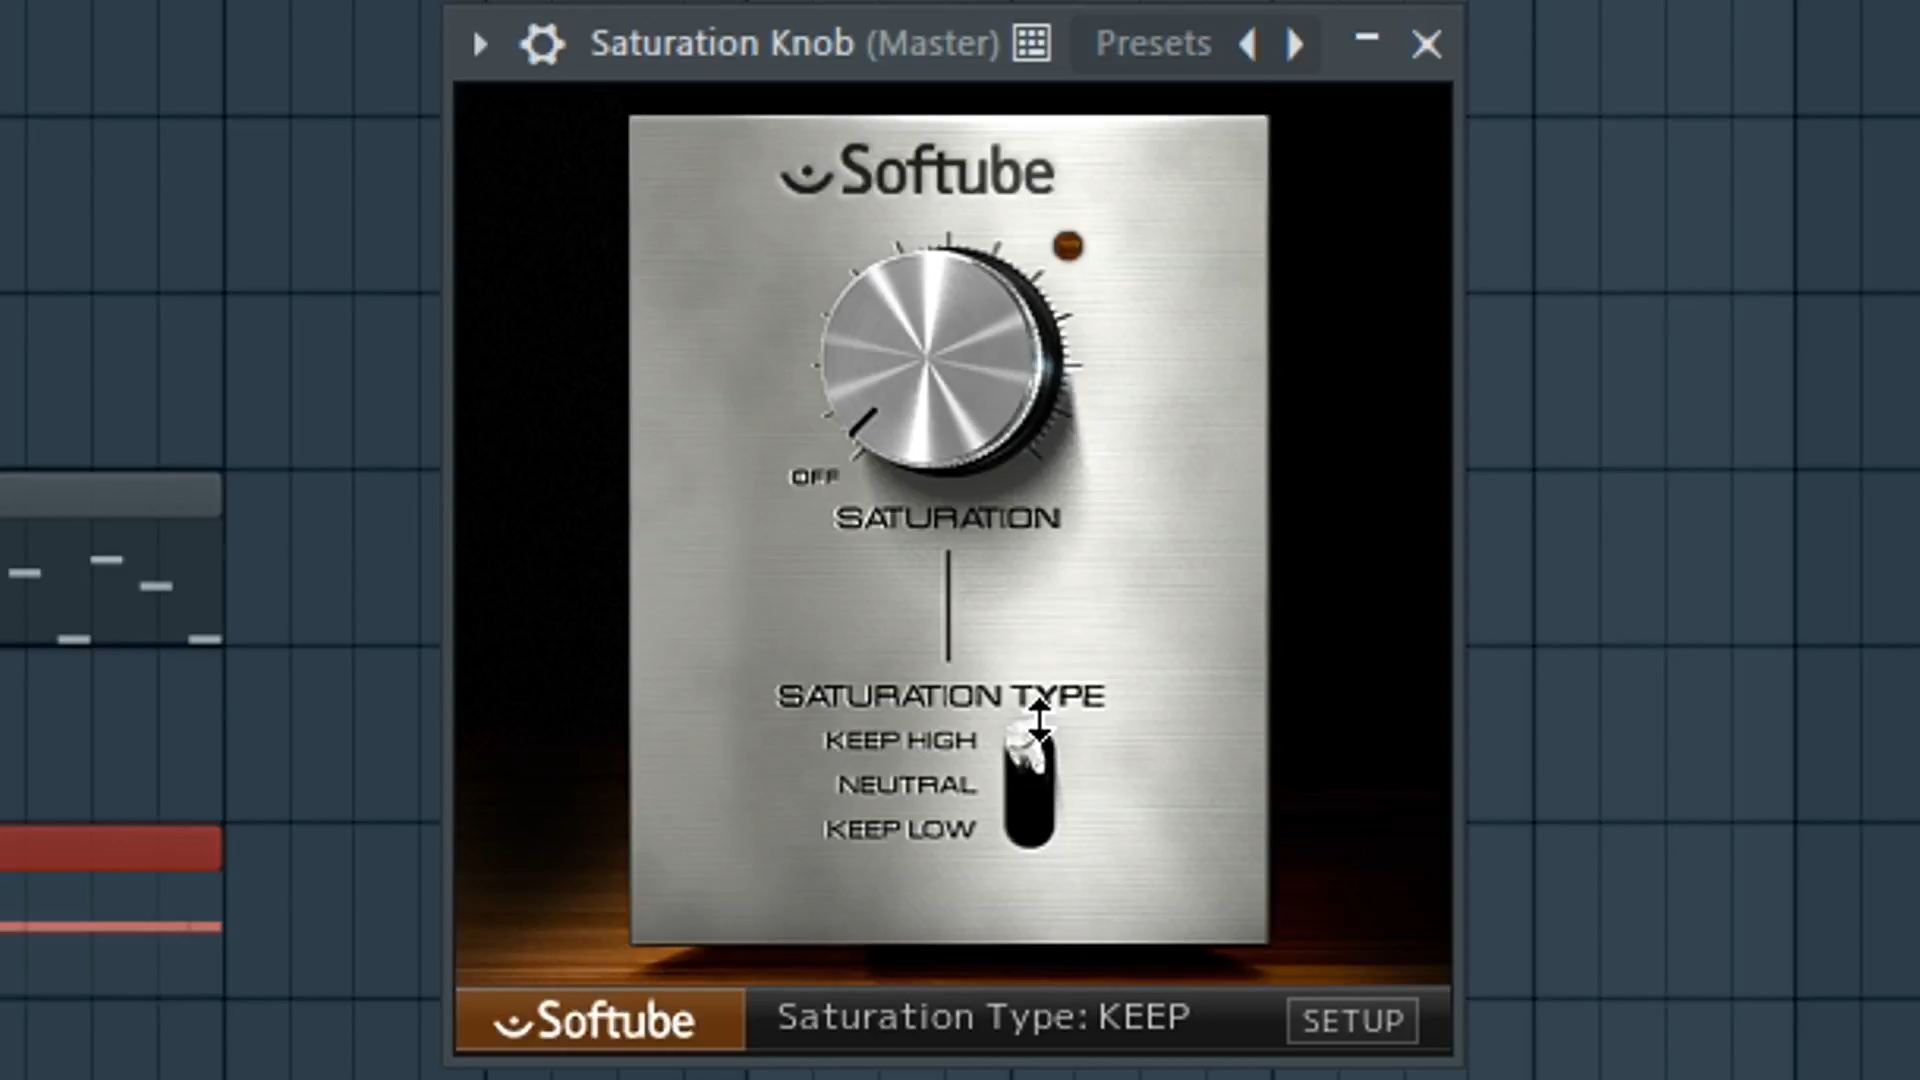 Saturation Knob (Master)
Presets
Softube
OFF
SATURATION
SATURATION TYPE
KEEP HIGH
NEUTRAL
KEEP LOW
Softube
Saturation Type: KEEP
SETUP